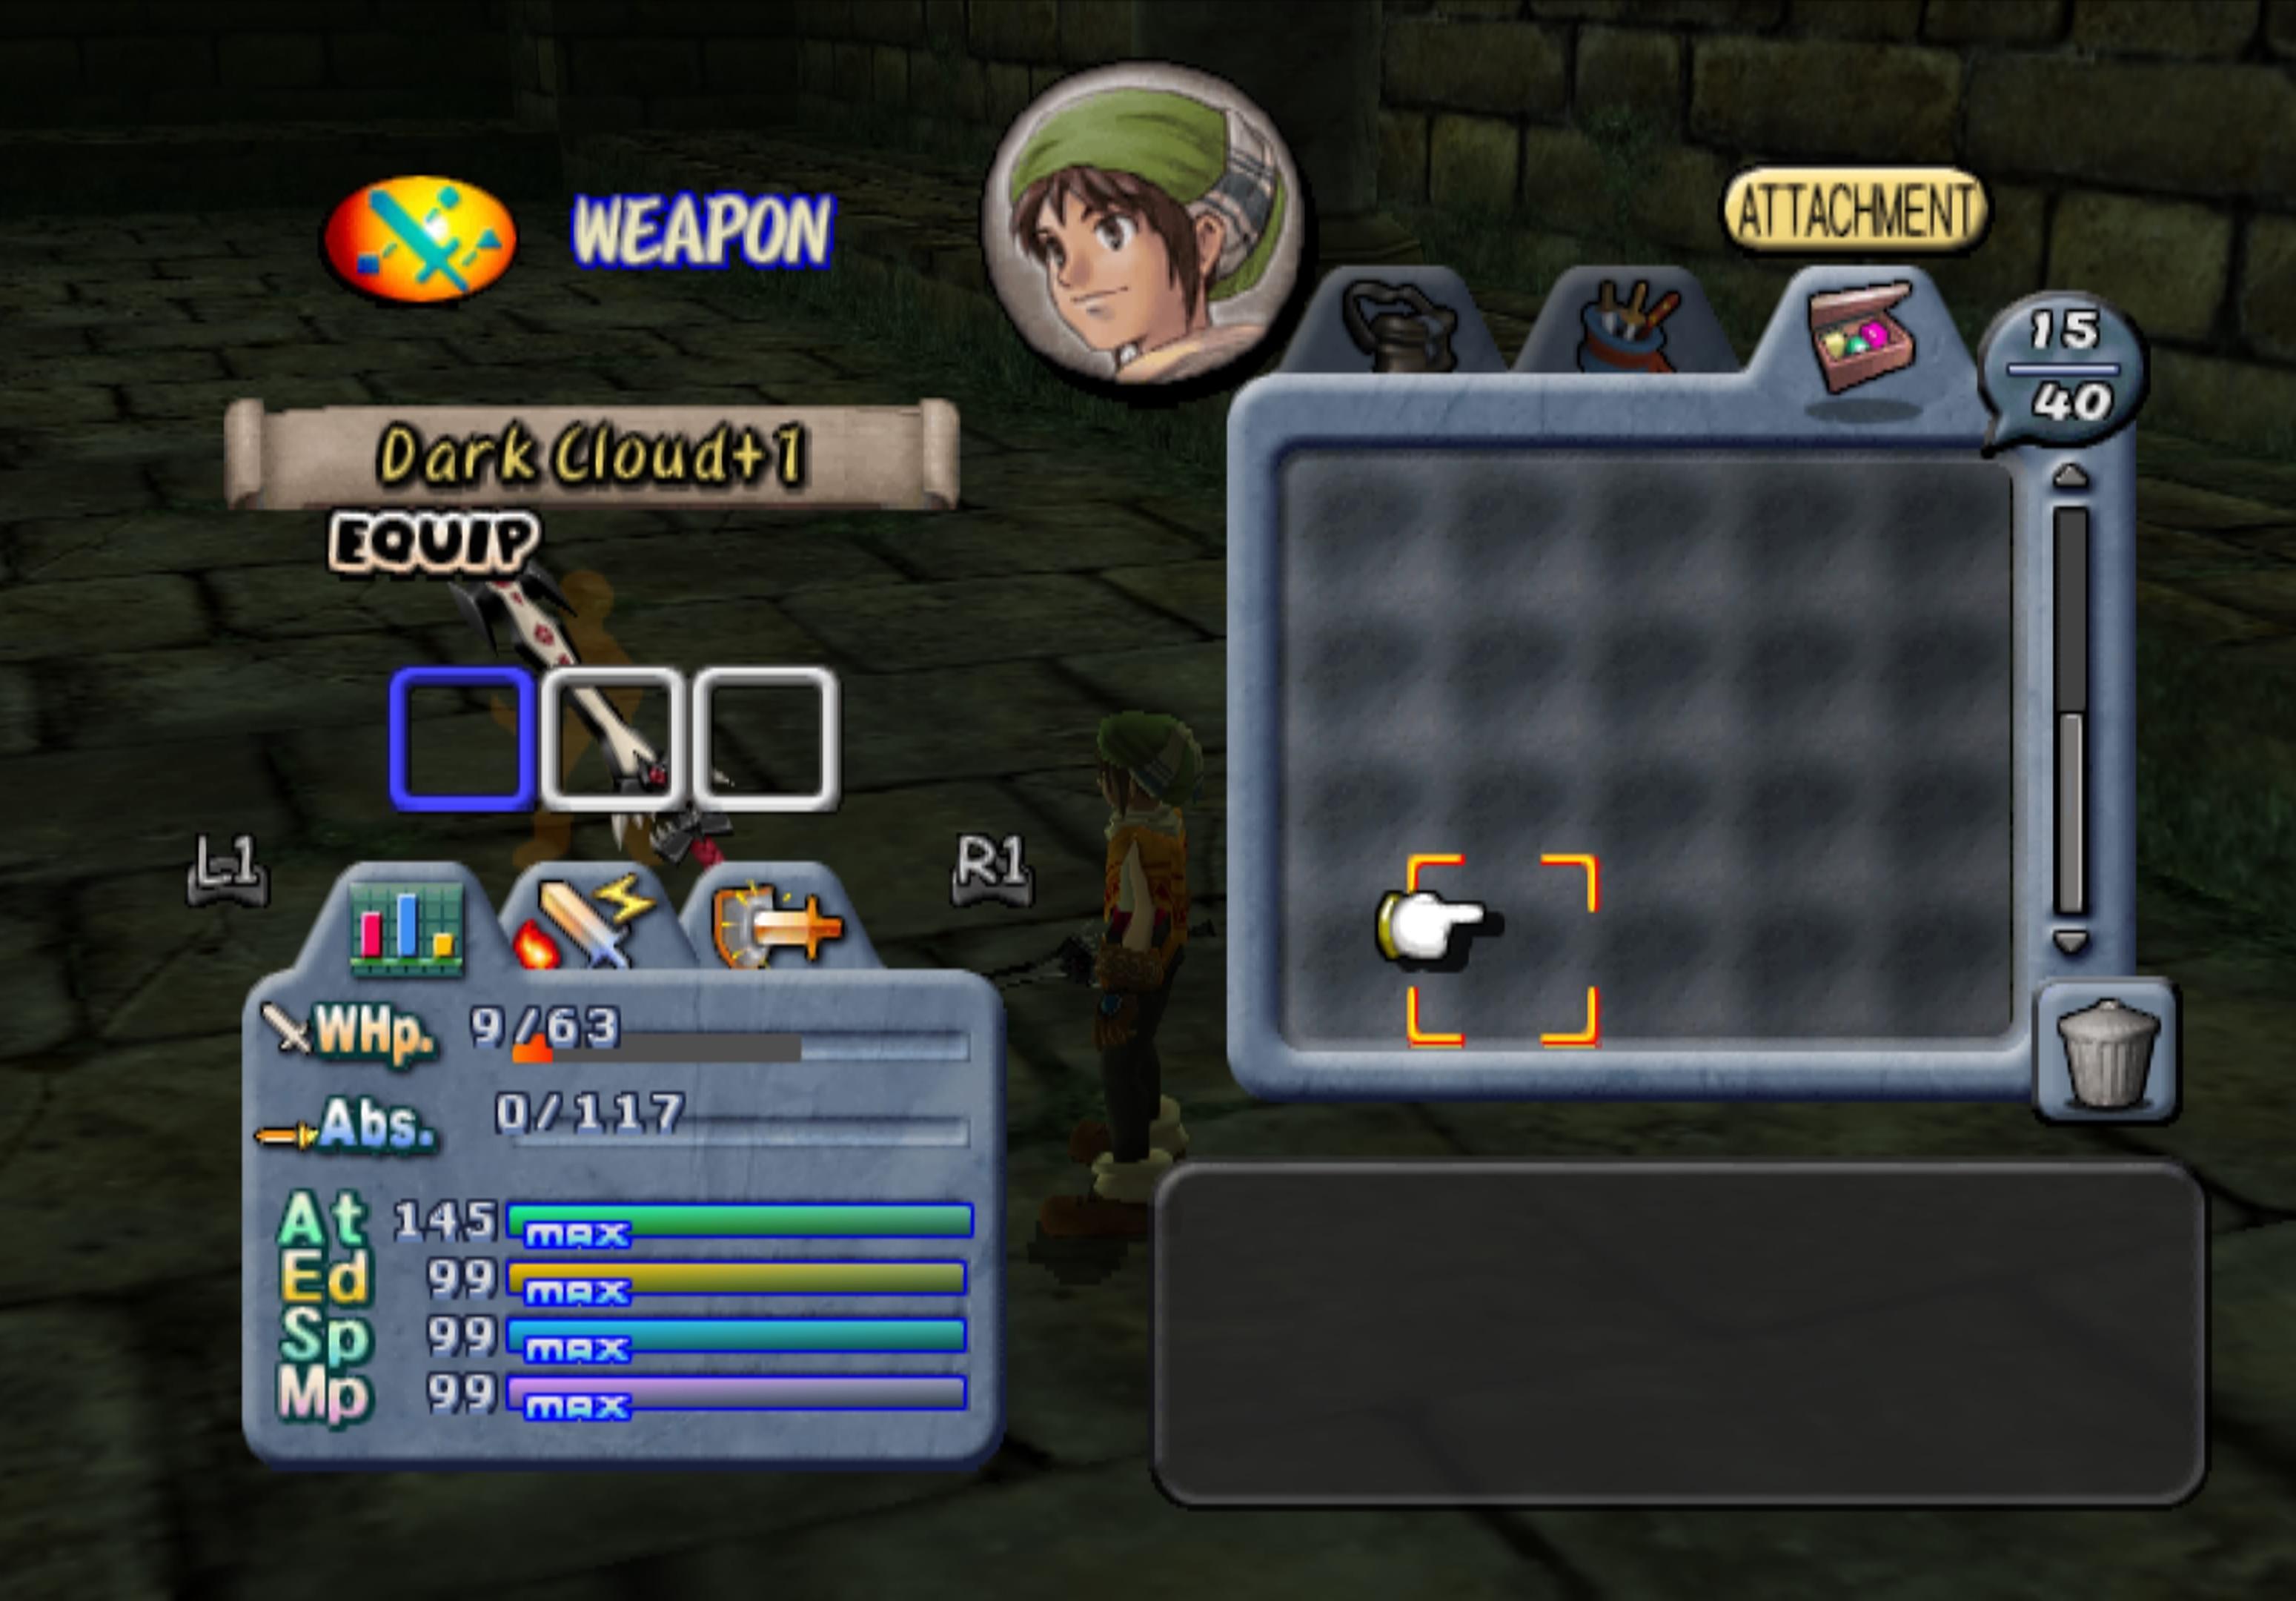 WEAPON
ATTACHMENT
15
40
Dark Cloud+1
EQUIP
L1
R1
WHp. 9/63
Abs. 0/117
At 145 max
Ed 99 max
Sp 99 max
Mp 99 max